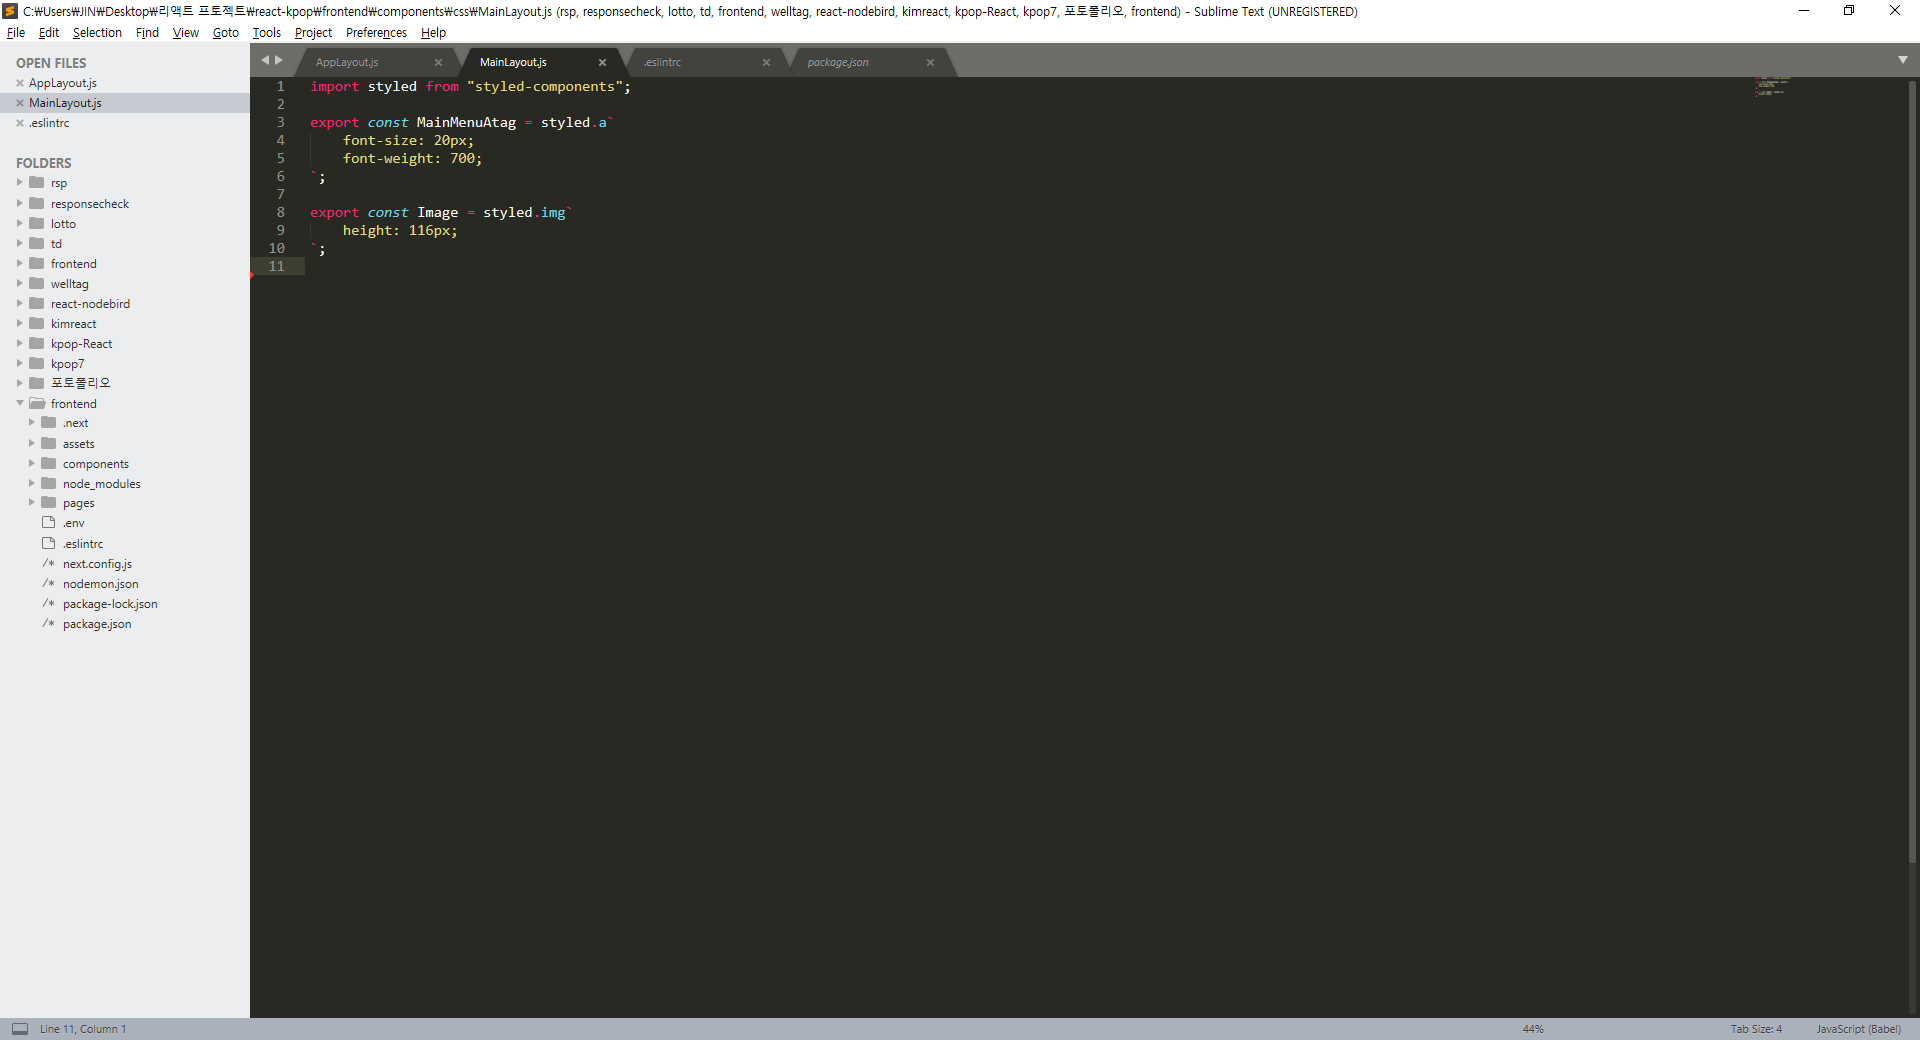 C:₩Users₩JIN₩Desktop₩리액트 프로젝트₩react-kpop₩frontend₩components₩css₩MainLayout.js (rsp, responsecheck, lotto, td, frontend, welltag, react-nodebird, kimreact, kpop-React, kpop7, 포토폴리오, frontend) - Sublime Text (UNREGISTERED)
File Edit Selection Find View Goto Tools Project Preferences Help
OPEN FILES
AppLayout.js
MainLayout.js
.eslintrc
FOLDERS
rsp
responsecheck
lotto
td
frontend
welltag
react-nodebird
kimreact
kpop-React
kpop7
포토폴리오
frontend
.next
assets
components
node_modules
pages
.env
.eslintrc
/* next.config.js
/* nodemon.json
/* package-lock.json
/* package.json
AppLayout.js MainLayout.js .eslintrc package.json
1 import styled from "styled-components";
2
3 export const MainMenuAtag = styled.a`
4     font-size: 20px;
5     font-weight: 700;
6 `;
7
8 export const Image = styled.img`
9     height: 116px;
10 `;
11
Line 11, Column 1 44% Tab Size: 4 JavaScript (Babel)